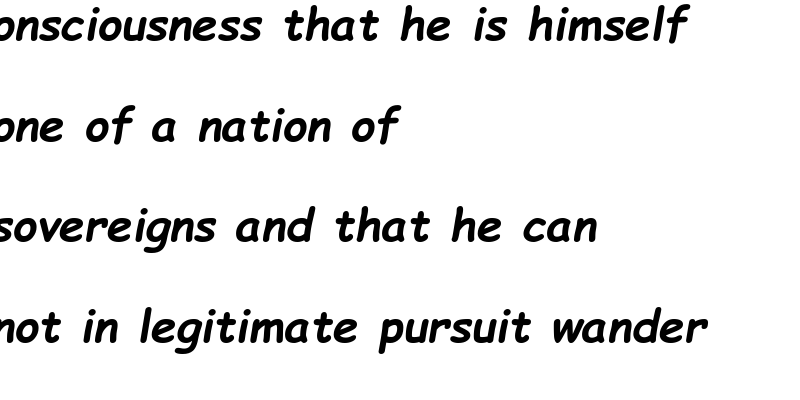 onsciousness that he is himself
one of a nation of
sovereigns and that he can
not in legitimate pursuit wander